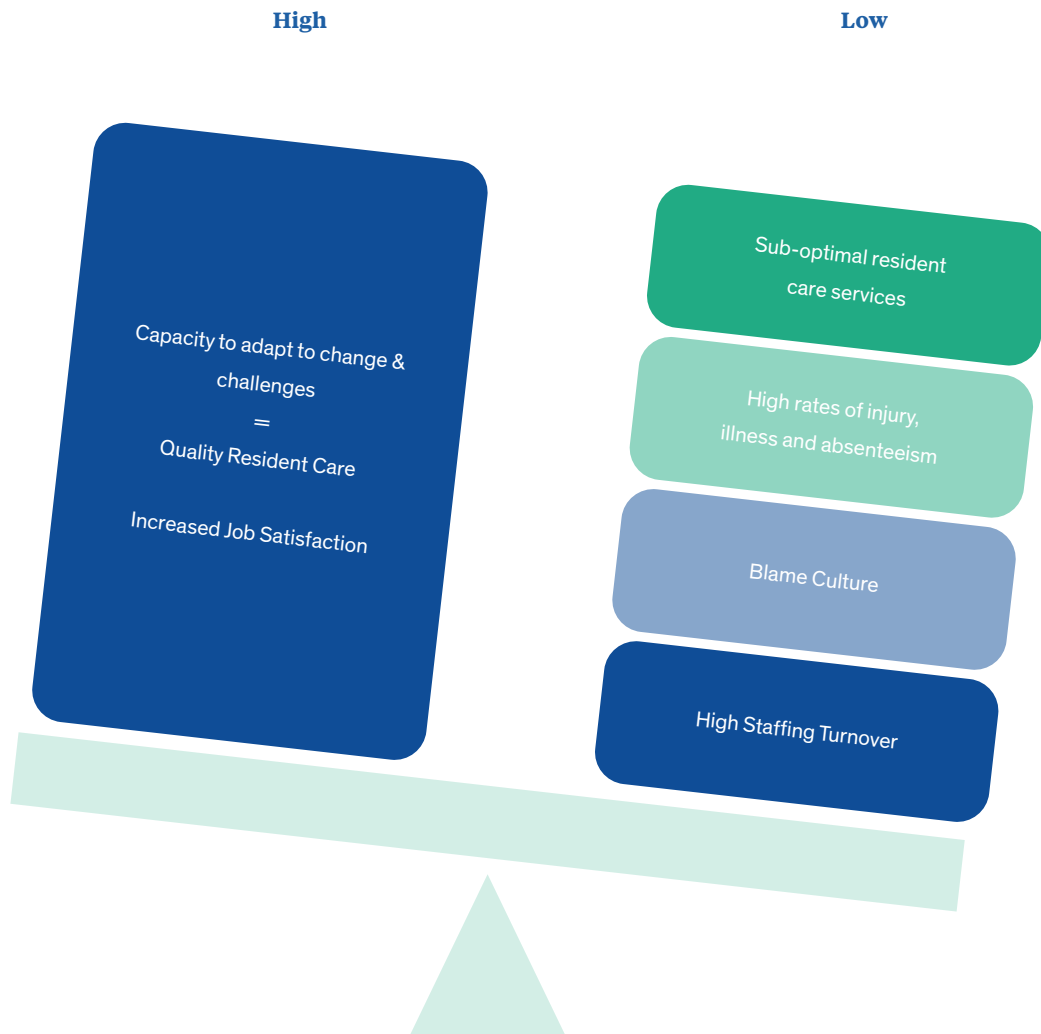 High
Low
Capacity to adapt to change &
challenges
=
Quality Resident Care
Increased Job Satisfaction
Sub-optimal resident
care services
High rates of injury,
illness and absenteeism
Blame Culture
High Staffing Turnover